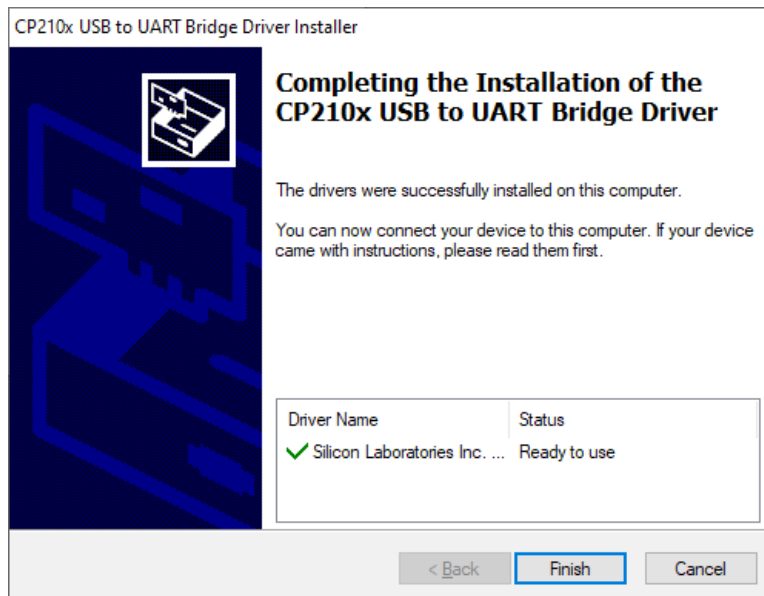 CP210x USB to UART Bridge Driver Installer
Completing the Installation of the
CP210x USB to UART Bridge Driver
The drivers were successfully installed on this computer.
You can now connect your device to this computer. If your device
came with instructions, please read them first.
Driver Name Status
Silicon Laboratories Inc. ... Ready to use
< Back Finish Cancel